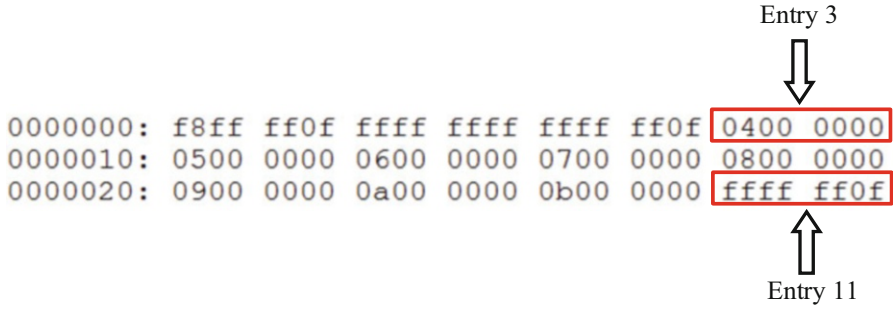 Entry 3
0000000: f8ff ff0f ffff ffff ffff ff0f 0400 0000
0000010: 0500 0000 0600 0000 0700 0000 0800 0000
0000020: 0900 0000 0a00 0000 0b00 0000 ffff ff0f
Entry 11